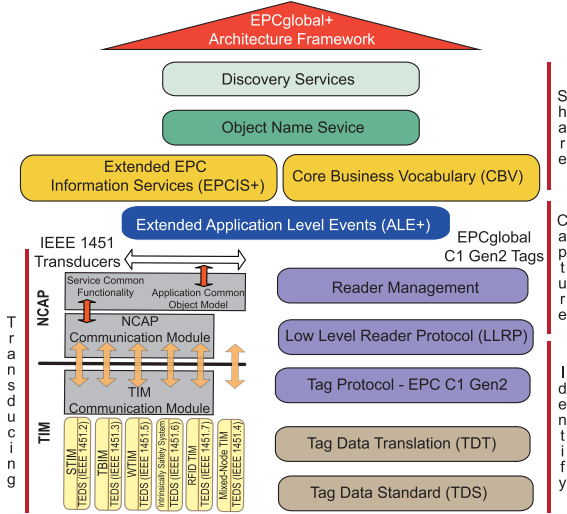 EPCglobal+
Architecture Framework
Discovery Services
Object Name Sevice
Extended EPC
Information Services (EPCIS+)
Core Business Vocabulary (CBV)
Share
Extended Application Level Events (ALE+)
IEEE 1451
Transducers
EPCglobal
C1 Gen2 Tags
Capture
Service Common
Functionality
Application Common
Object Model
Reader Management
NCAP
NCAP
Communication Module
Low Level Reader Protocol (LLRP)
Transducing
TIM
Communication Module
Tag Protocol - EPC C1 Gen2
Identify
TIM
STIM
TEDS (IEEE 1451.2)
TBIM
TEDS (IEEE 1451.3)
WTIM
TEDS (IEEE 1451.5)
Intrinsically Safety System
TEDS (IEEE 1451.6)
RFID TIM
TEDS (IEEE 1451.7)
Mixed-Node TIM
TEDS (IEEE 1451.4)
Tag Data Translation (TDT)
Tag Data Standard (TDS)